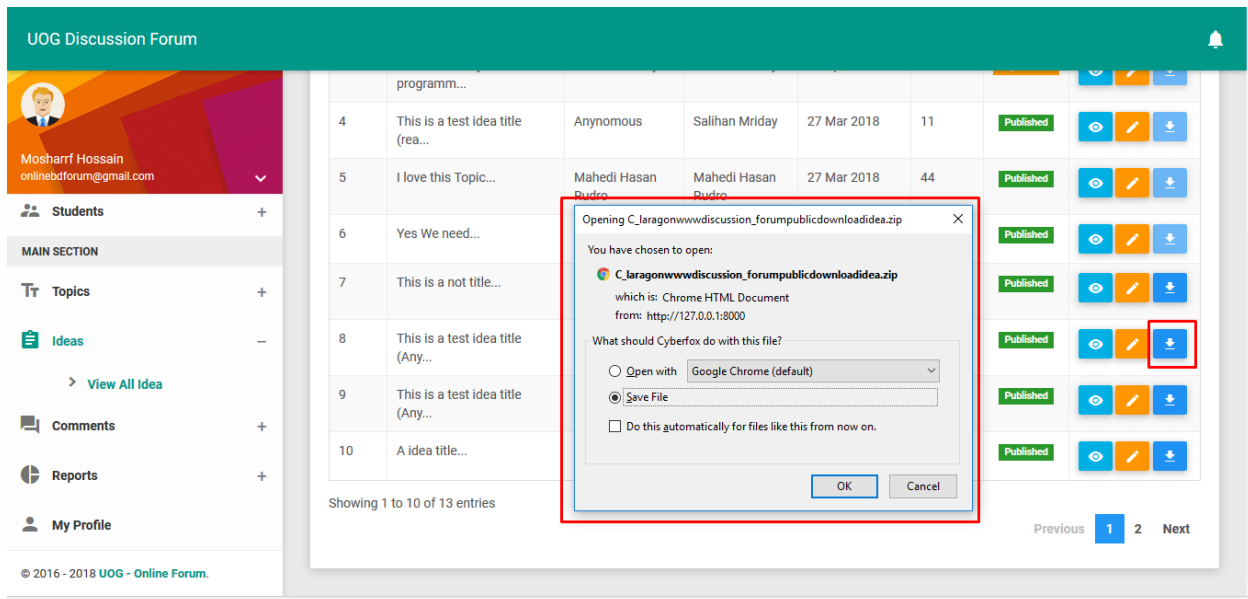 UOG Discussion Forum
Mosharrf Hossain
onlinebdforum@gmail.com
Students
MAIN SECTION
Topics
Ideas
View All Idea
Comments
Reports
My Profile
© 2016 - 2018 UOG - Online Forum.
programm...
4 This is a test idea title Anynomous Salihan Mriday 27 Mar 2018 11 Published
(rea...
5 I love this Topic... Mahedi Hasan Mahedi Hasan 27 Mar 2018 44 Published
Rudro Rudro
6 Yes We need... Published
7 This is a not title... Published
8 This is a test idea title Published
(Any...
9 This is a test idea title Published
(Any...
10 A idea title... Published
Showing 1 to 10 of 13 entries
Previous 1 2 Next
Opening C_laragonwwwdiscussion_forumpublicdownloadidea.zip
You have chosen to open:
C_laragonwwwdiscussion_forumpublicdownloadidea.zip
which is: Chrome HTML Document
from: http://127.0.0.1:8000
What should Cyberfox do with this file?
Open with Google Chrome (default)
Save File
Do this automatically for files like this from now on.
OK Cancel